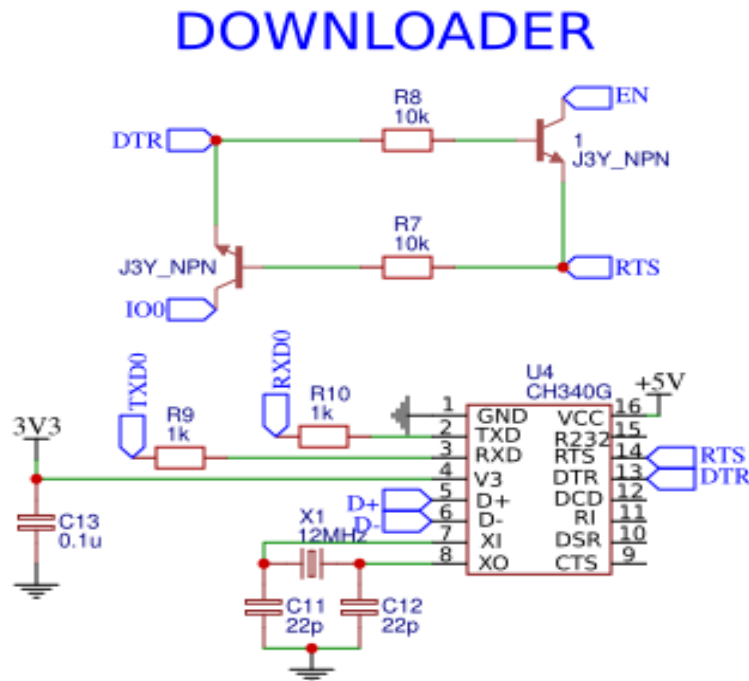 DOWNLOADER
R8
10k
EN
DTR
1
J3Y_NPN
R7
10k
J3Y_NPN
RTS
IO0
TXD0
RXD0
U4
CH340G
+5V
3V3
R9
1k
R10
1k
1 GND VCC 16
2 TXD R232 15
3 RXD RTS 14 RTS
4 V3 DTR 13 DTR
D+ 5 D+ DCD 12
D- 6 D- RI 11
7 XI DSR 10
8 XO CTS 9
C13
0.1u
X1
12MHz
C11
22p
C12
22p